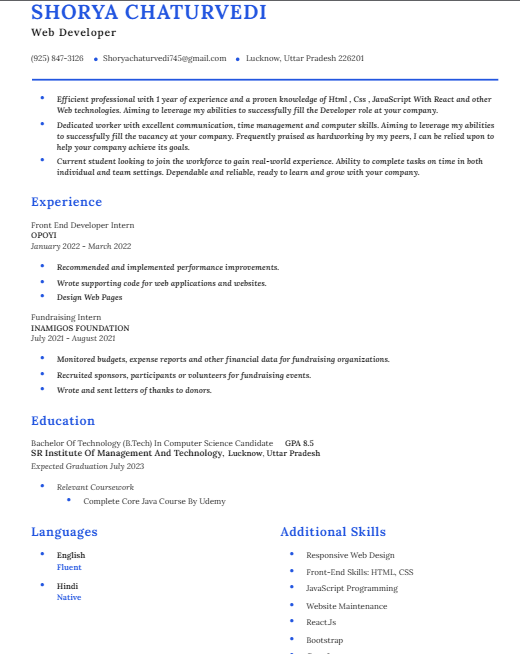 SHORYA CHATURVEDI
Web Developer
(925) 847-3126 • Shoryachaturvedi745@gmail.com • Lucknow, Uttar Pradesh 226201
• Efficient professional with 1 year of experience and a proven knowledge of Html , Css , JavaScript With React and other
Web technologies. Aiming to leverage my abilities to successfully fill the Developer role at your company.
• Dedicated worker with excellent communication, time management and computer skills. Aiming to leverage my abilities
to successfully fill the vacancy at your company. Frequently praised as hardworking by my peers, I can be relied upon to
help your company achieve its goals.
• Current student looking to join the workforce to gain real-world experience. Ability to complete tasks on time in both
individual and team settings. Dependable and reliable, ready to learn and grow with your company.
Experience
Front End Developer Intern
OPOYI
January 2022 - March 2022
• Recommended and implemented performance improvements.
• Wrote supporting code for web applications and websites.
• Design Web Pages
Fundraising Intern
INAMIGOS FOUNDATION
July 2021 - August 2021
• Monitored budgets, expense reports and other financial data for fundraising organizations.
• Recruited sponsors, participants or volunteers for fundraising events.
• Wrote and sent letters of thanks to donors.
Education
Bachelor Of Technology (B.Tech) In Computer Science Candidate GPA 8.5
SR Institute Of Management And Technology, Lucknow, Uttar Pradesh
Expected Graduation July 2023
• Relevant Coursework
• Complete Core Java Course By Udemy
Languages
• English
Fluent
• Hindi
Native
Additional Skills
• Responsive Web Design
• Front-End Skills: HTML, CSS
• JavaScript Programming
• Website Maintenance
• React.Js
• Bootstrap